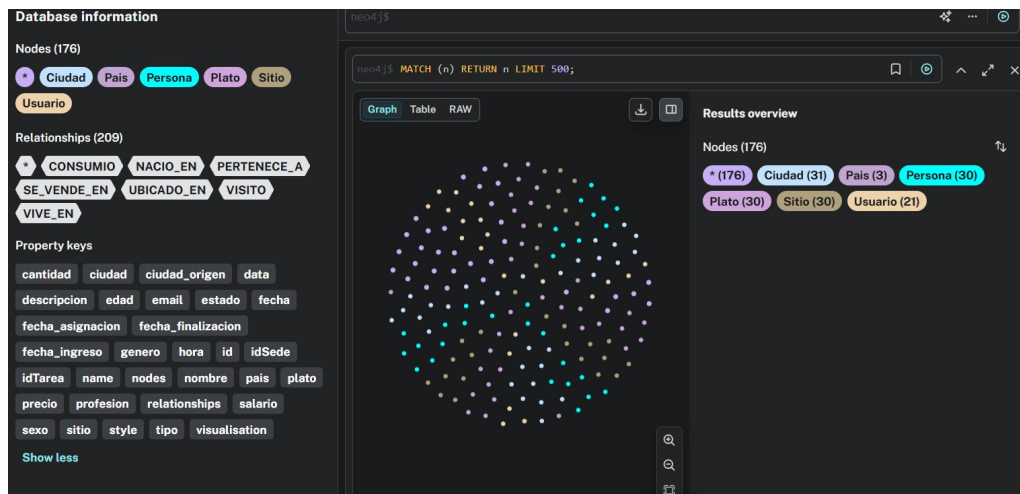 Database information
Nodes (176)
* Ciudad Pais Persona Plato Sitio
Usuario
Relationships (209)
* CONSUMIO NACIO_EN PERTENECE_A
SE_VENDE_EN UBICADO_EN VISITO
VIVE_EN
Property keys
cantidad ciudad ciudad_origen data
descripcion edad email estado fecha
fecha_asignacion fecha_finalizacion
fecha_ingreso genero hora id idSede
idTarea name nodes nombre pais plato
precio profesion relationships salario
sexo sitio style tipo visualisation
Show less
neo4j$
neo4j$ MATCH (n) RETURN n LIMIT 500;
Graph Table RAW
Results overview
Nodes (176)
* (176) Ciudad (31) Pais (3) Persona (30)
Plato (30) Sitio (30) Usuario (21)